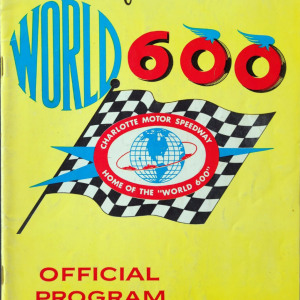 WORLD 600
CHARLOTTE MOTOR SPEEDWAY
HOME OF THE "WORLD 600"
OFFICIAL
PROGRAM